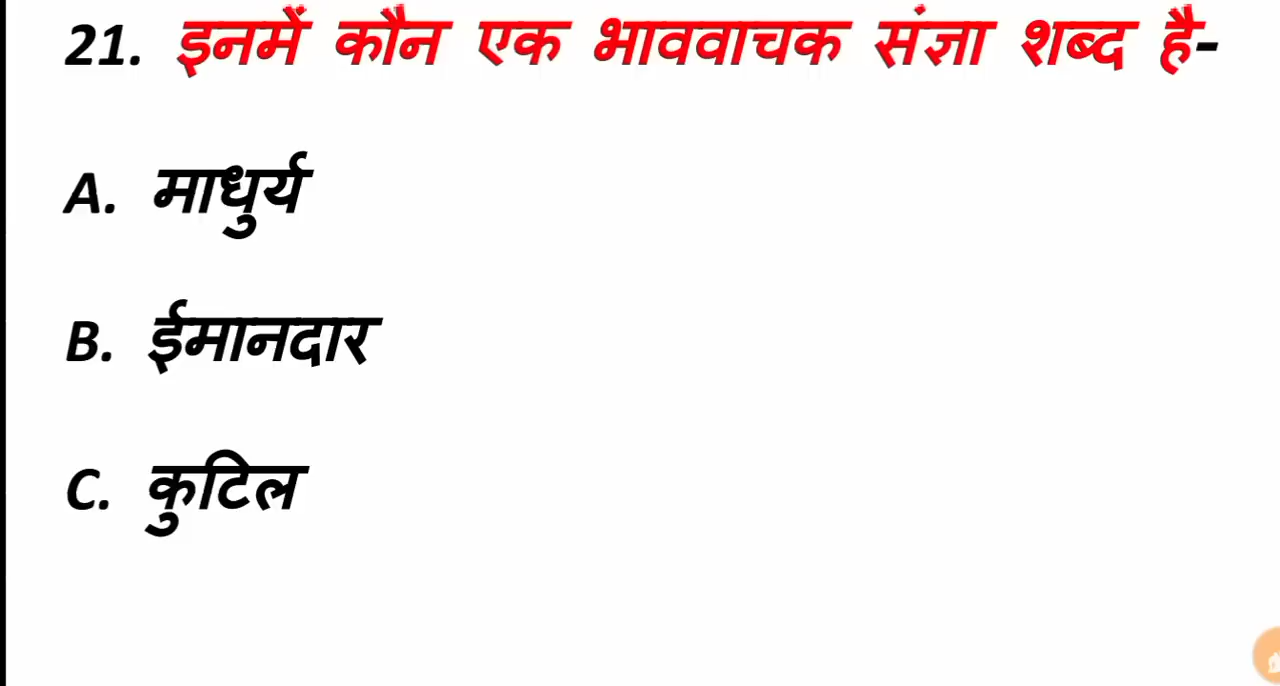 21. इनमें कौन एक भाववाचक संज्ञा शब्द है-
A. माधुर्य
B. ईमानदार
C. कुटिल